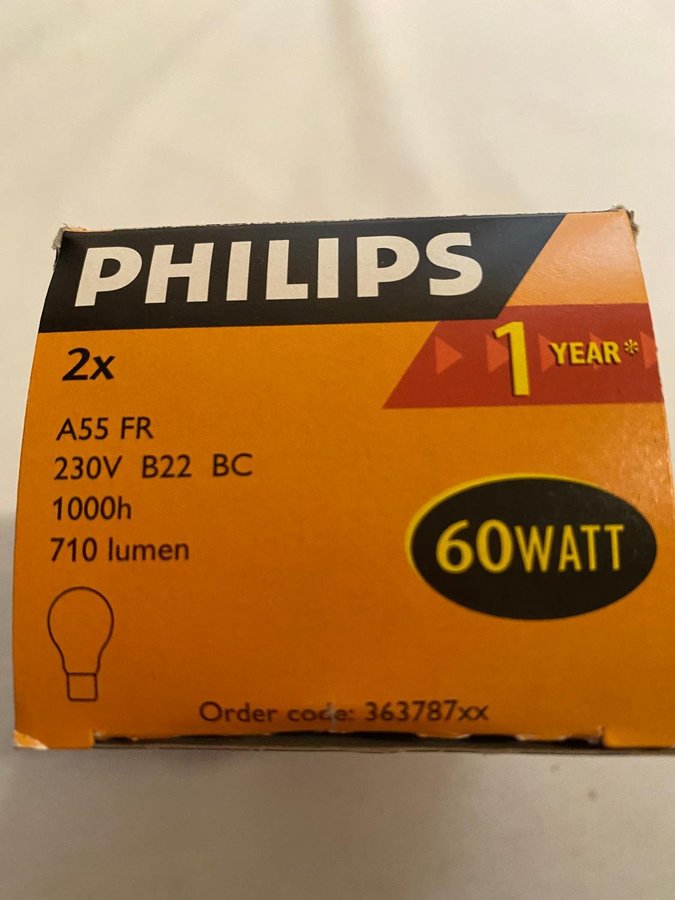 PHILIPS
1 YEAR*
2x
A55 FR
230V B22 BC
1000h
710 lumen
60WATT
Order code: 363787xx